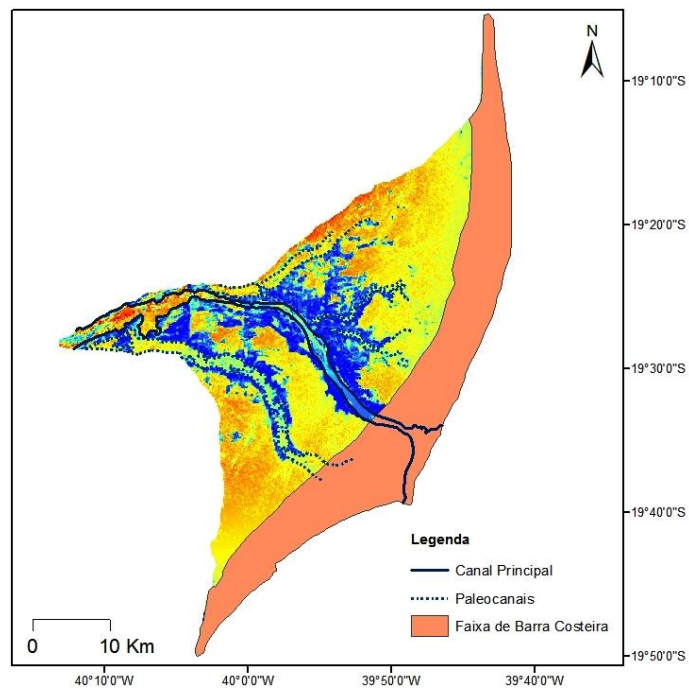 N
19°10'0"S
19°20'0"S
19°30'0"S
19°40'0"S
19°50'0"S
Legenda
Canal Principal
Paleocanais
Faixa de Barra Costeira
0 10 Km
40°10'0"W 40°0'0"W 39°50'0"W 39°40'0"W